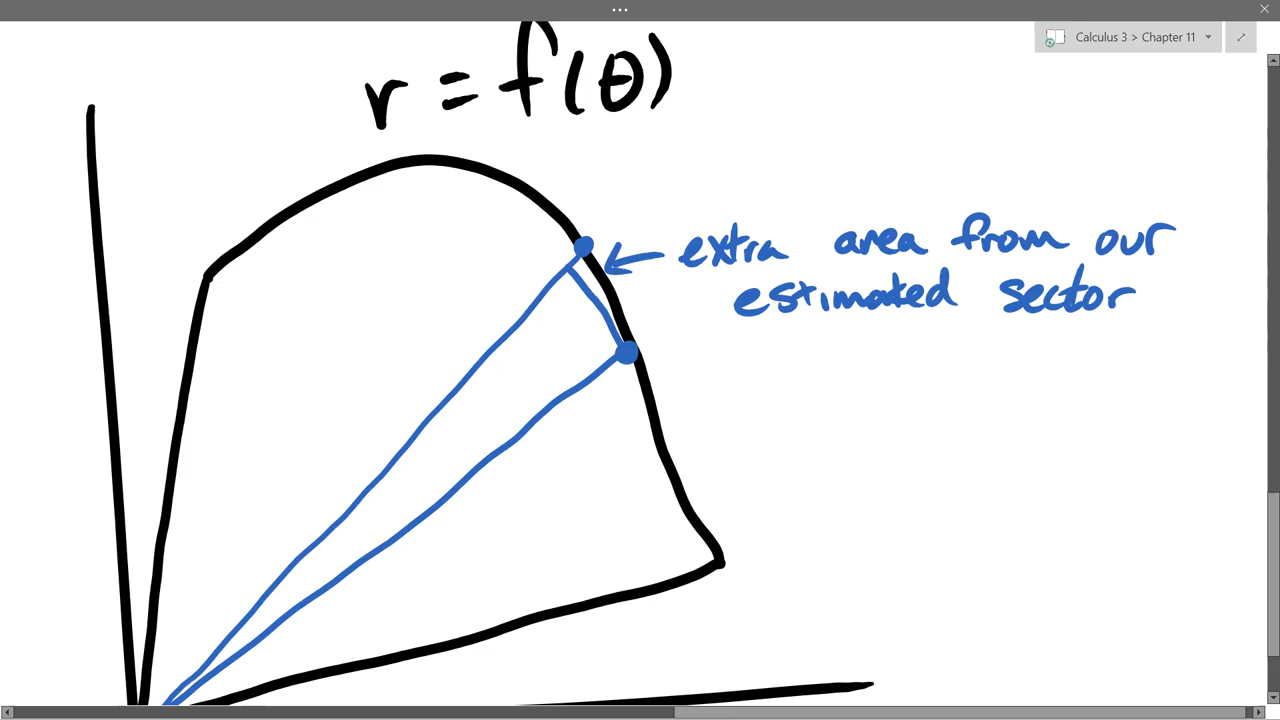 Calculus 3 > Chapter 11
r = f(θ)
extra area from our
estimated sector